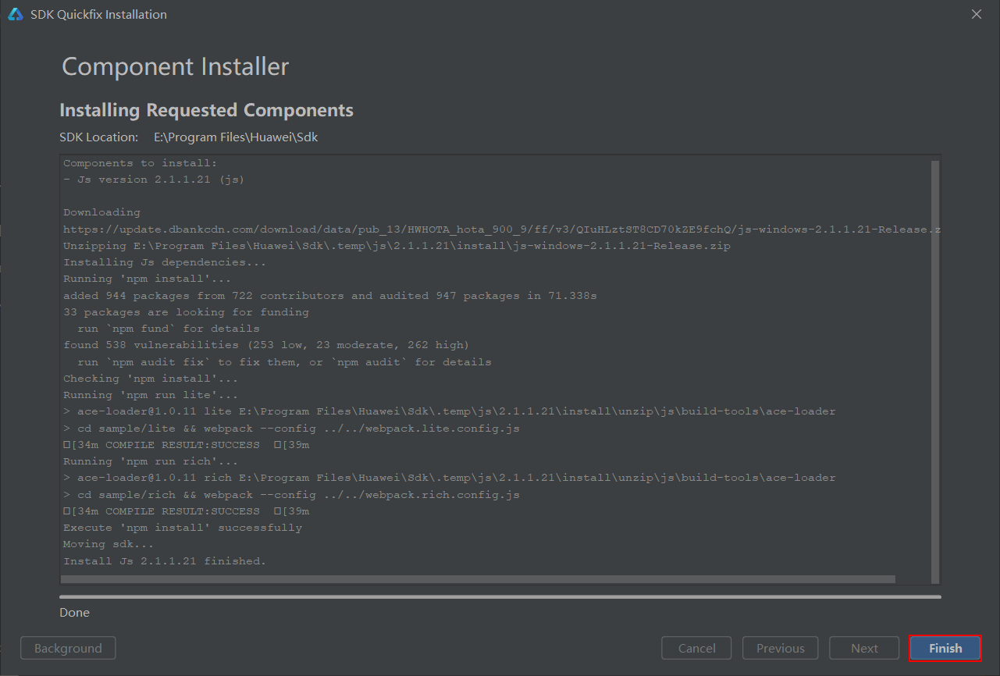 SDK Quickfix Installation
Component Installer
Installing Requested Components
SDK Location: E:\Program Files\Huawei\Sdk
Components to install:
- Js version 2.1.1.21 (js)
Downloading
https://update.dbankcdn.com/download/data/pub_13/HWHOTA_hota_900_9/ff/v3/QIuHLztST8CD70kZE9fchQ/js-windows-2.1.1.21-Release.z
Unzipping E:\Program Files\Huawei\Sdk\.temp\js\2.1.1.21\install\js-windows-2.1.1.21-Release.zip
Installing Js dependencies...
Running 'npm install'...
added 944 packages from 722 contributors and audited 947 packages in 71.338s
33 packages are looking for funding
  run `npm fund` for details
found 538 vulnerabilities (253 low, 23 moderate, 262 high)
  run `npm audit fix` to fix them, or `npm audit` for details
Checking 'npm install'...
Running 'npm run lite'...
> ace-loader@1.0.11 lite E:\Program Files\Huawei\Sdk\.temp\js\2.1.1.21\install\unzip\js\build-tools\ace-loader
> cd sample/lite && webpack --config ../../webpack.lite.config.js
□[34m COMPILE RESULT:SUCCESS  □[39m
Running 'npm run rich'...
> ace-loader@1.0.11 rich E:\Program Files\Huawei\Sdk\.temp\js\2.1.1.21\install\unzip\js\build-tools\ace-loader
> cd sample/rich && webpack --config ../../webpack.rich.config.js
□[34m COMPILE RESULT:SUCCESS  □[39m
Execute 'npm install' successfully
Moving sdk...
Install Js 2.1.1.21 finished.
Done
Background Cancel Previous Next Finish